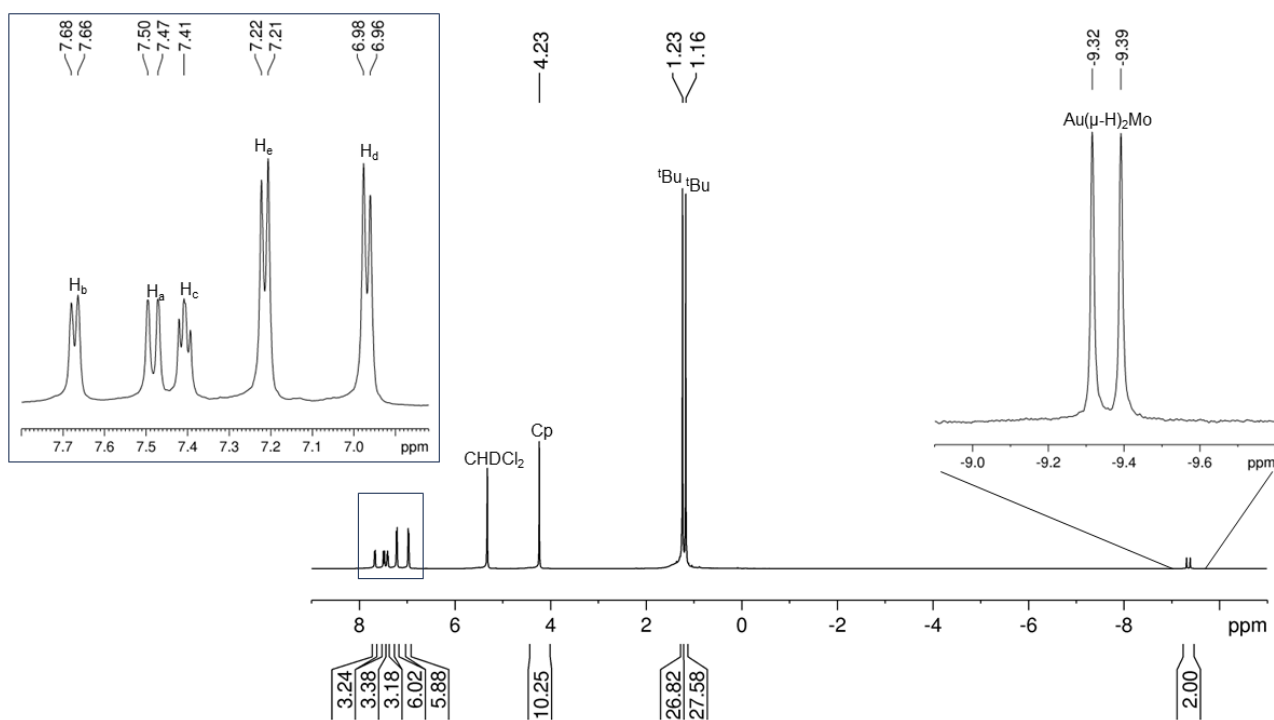 7.68
7.66
7.50
7.47
7.41
7.22
7.21
6.98
6.96
4.23
1.23
1.16
-9.32
-9.39
Au(μ-H)₂Mo
Hₑ
H_d
H_b
Hₐ
H_c
7.7 7.6 7.5 7.4 7.3 7.2 7.1 7.0 ppm
ᵗBu ᵗBu
Cp
CHDCl₂
-9.0 -9.2 -9.4 -9.6 ppm
8 6 4 2 0 -2 -4 -6 -8 ppm
3.24
3.38
3.18
6.02
5.88
10.25
26.82
27.58
2.00